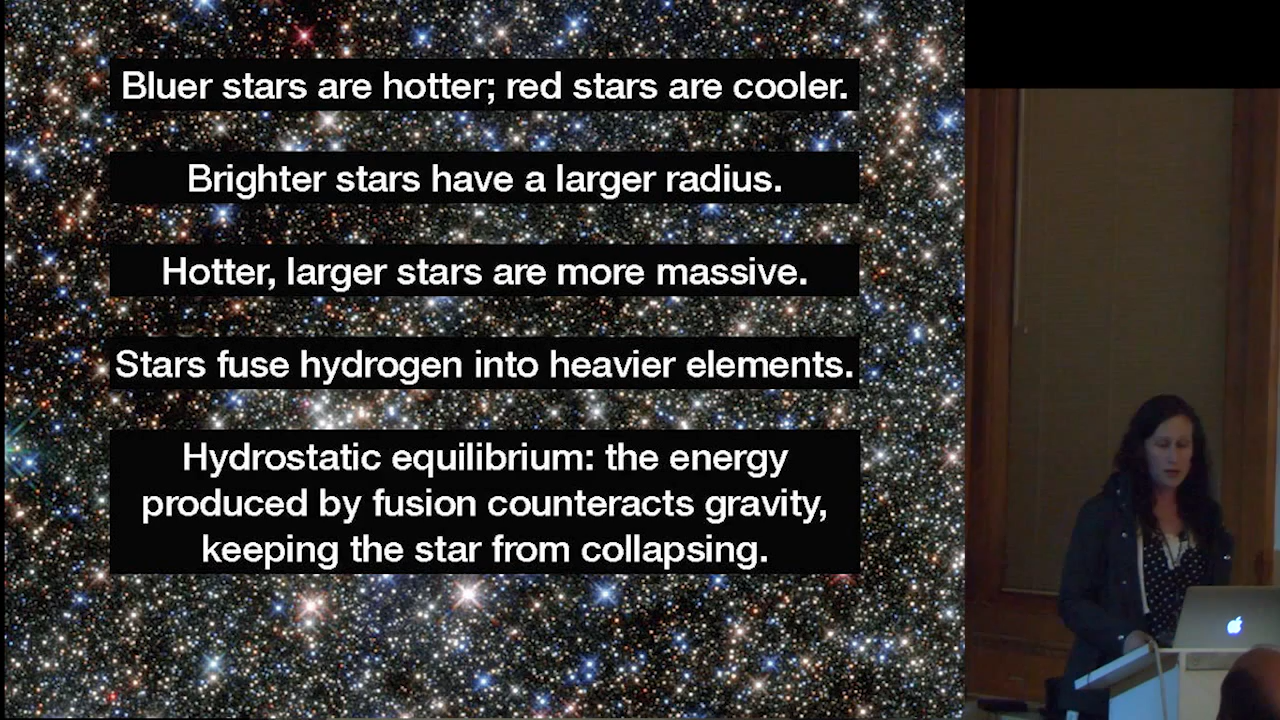 Bluer stars are hotter; red stars are cooler.
Brighter stars have a larger radius.
Hotter, larger stars are more massive.
Stars fuse hydrogen into heavier elements.
Hydrostatic equilibrium: the energy
produced by fusion counteracts gravity,
keeping the star from collapsing.